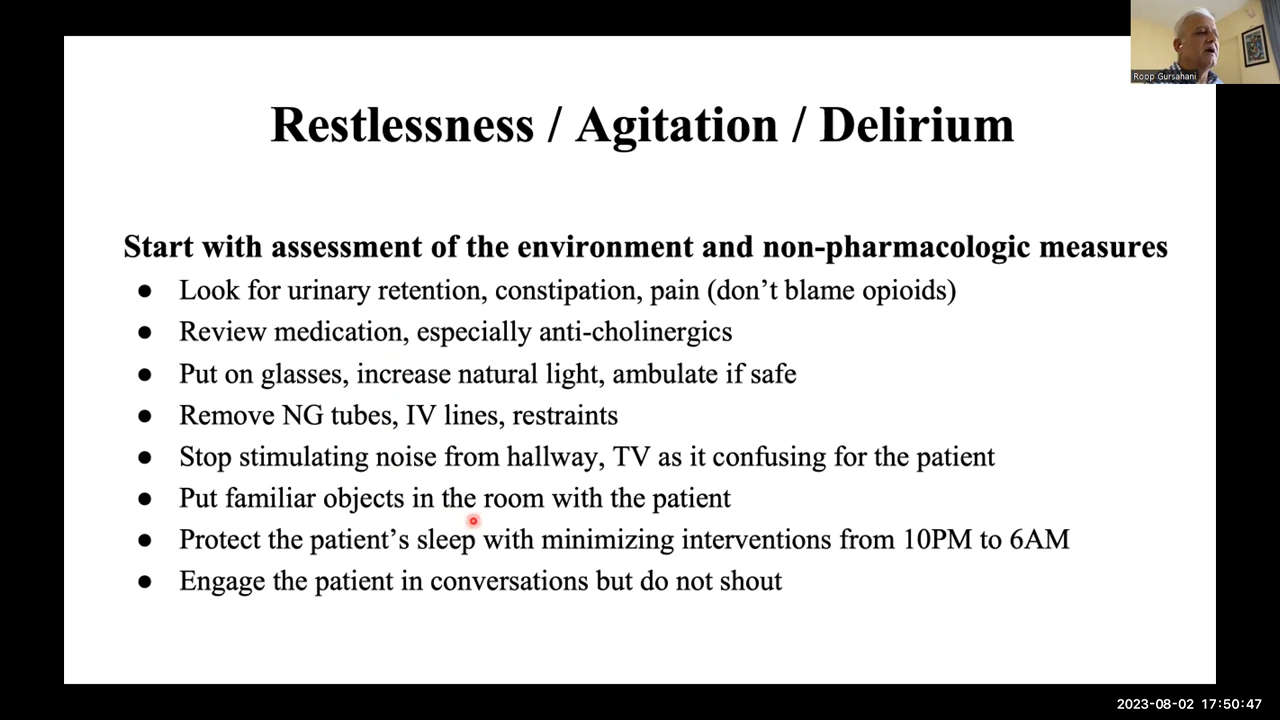 Roop Gursahani
Restlessness / Agitation / Delirium
Start with assessment of the environment and non-pharmacologic measures
● Look for urinary retention, constipation, pain (don’t blame opioids)
● Review medication, especially anti-cholinergics
● Put on glasses, increase natural light, ambulate if safe
● Remove NG tubes, IV lines, restraints
● Stop stimulating noise from hallway, TV as it confusing for the patient
● Put familiar objects in the room with the patient
● Protect the patient’s sleep with minimizing interventions from 10PM to 6AM
● Engage the patient in conversations but do not shout
2023-08-02 17:50:47